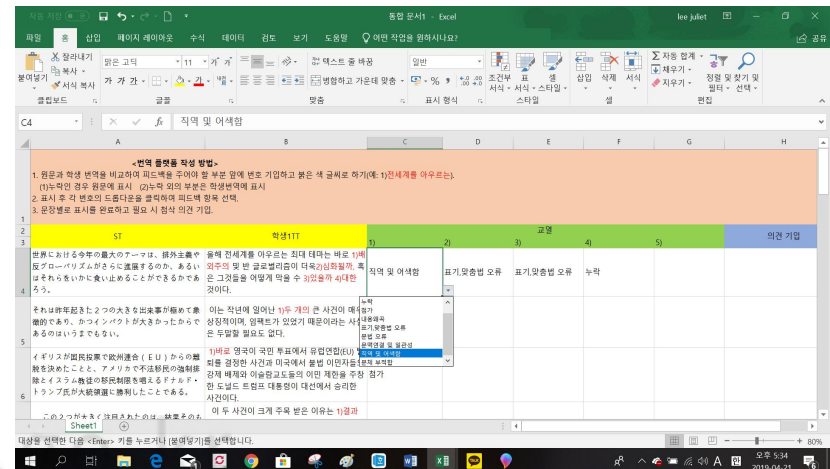 자동 저장
통합 문서1 - Excel
lee juliet
파일 홈 삽입 페이지 레이아웃 수식 데이터 검토 보기 도움말 어떤 작업을 원하시나요? 공유
붙여넣기
잘라내기
복사
서식 복사
클립보드
맑은 고딕 11
가 가 가
글꼴
텍스트 줄 바꿈
병합하고 가운데 맞춤
맞춤
일반
표시 형식
조건부 서식
표 서식
셀 스타일
스타일
삽입 삭제 서식
셀
자동 합계
채우기
지우기
정렬 및 필터
찾기 및 선택
편집
C4 fx 직역 및 어색함
A B C D E F G H
1
<번역 플랫폼 작성 방법>
1. 원문과 학생 번역을 비교하여 피드백을 주어야 할 부분 앞에 번호 기입하고 붉은 색 글씨로 하기(예: 1)전세계를 아우르는).
(1)누락인 경우 원문에 표시 (2)누락 외의 부분은 학생번역에 표시
2. 표시 후 각 번호의 드롭다운을 클릭하여 피드백 항목 선택.
3. 문장별로 표시를 완료하고 필요 시 첨삭 의견 기입.
2 ST 학생1TT 교열 의견 기입
3 1) 2) 3) 4) 5)
4
世界における今年の最大のテーマは、排外主義や
反グローバリズムがさらに進展するのか、あるい
はそれらをいかに食い止めることができるかであ
ろう。
올해 전세계를 아우르는 최대 테마는 바로 1)배
외주의 및 반 글로벌리즘이 더욱2)심화될까, 혹
은 그것들을 어떻게 막을 수 3)있을까 4)대한
것이다.
직역 및 어색함 표기,맞춤법 오류 표기,맞춤법 오류 누락
누락
첨가
내용왜곡
표기,맞춤법 오류
문법 오류
문맥연결 및 일관성
직역 및 어색함
문체 부적합
5
それは昨年起きた２つの大きな出来事が極めて象
徴的であり、かつインパクトが大きかったからで
あるのはいうまでもない。
이는 작년에 일어난 1)두 개의 큰 사건이 매우
상징적이며, 임팩트가 있었기 때문이라는 사실
은 두말할 필요도 없다.
6
イギリスが国民投票で欧州連合（ＥＵ）からの離
脱を決めたことと、アメリカで不法移民の強制排
除とイスラム教徒の移民制限を唱えるドナルド・
トランプ氏が大統領選に勝利したことである。
1)바로 영국이 국민 투표에서 유럽연합(EU) 탈
퇴를 결정한 사건과 미국에서 불법 이민자들의
강제 배제와 이슬람교도들의 이민 제한을 주창
한 도널드 트럼프 대통령이 대선에서 승리한
사건이다.
첨가
この２つが大きく注目されたのは、結果そのも
이 두 사건이 크게 주목 받은 이유는 1)결과
Sheet1
대상을 선택한 다음 <Enter> 키를 누르거나 [붙여넣기]를 선택합니다.
80%
A 한
오후 5:34
2019-04-21